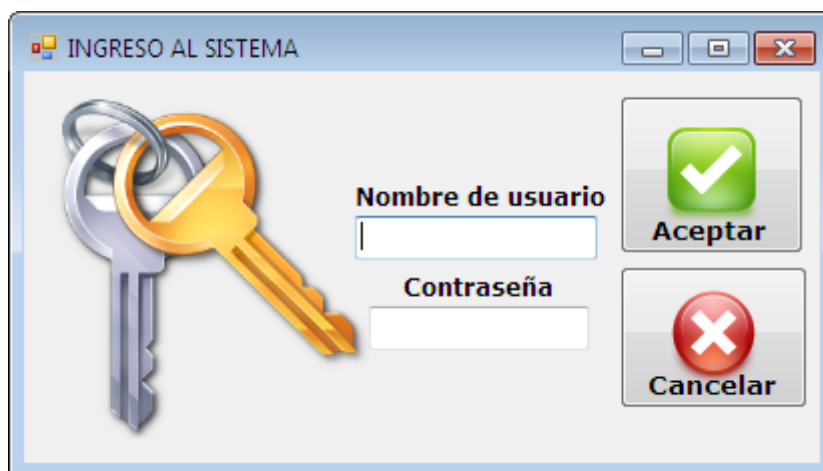 INGRESO AL SISTEMA
Nombre de usuario
Contraseña
Aceptar
Cancelar